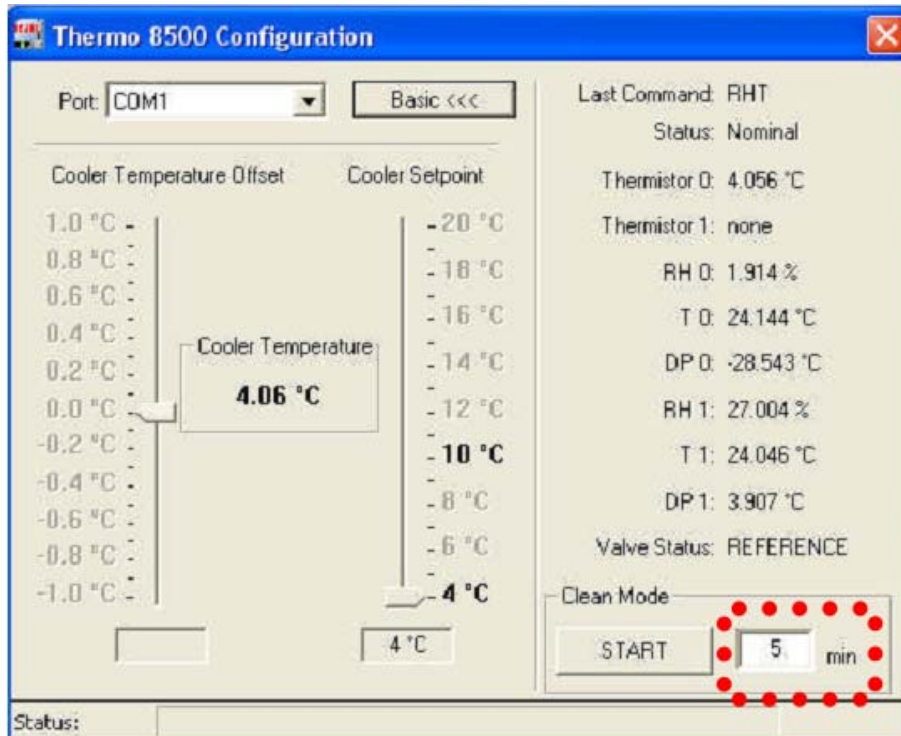 Thermo 8500 Configuration
Port: COM1
Basic <<<
Cooler Temperature Offset
1.0 °C
0.8 °C
0.6 °C
0.4 °C
0.2 °C
0.0 °C
-0.2 °C
-0.4 °C
-0.6 °C
-0.8 °C
-1.0 °C
Cooler Temperature
4.06 °C
Cooler Setpoint
20 °C
18 °C
16 °C
14 °C
12 °C
10 °C
8 °C
6 °C
4 °C
4 °C
Last Command: RHT
Status: Nominal
Thermistor 0: 4.056 °C
Thermistor 1: none
RH 0: 1.914 %
T 0: 24.144 °C
DP 0: -28.543 °C
RH 1: 27.004 %
T 1: 24.046 °C
DP 1: 3.907 °C
Valve Status: REFERENCE
Clean Mode
START
5 min
Status: